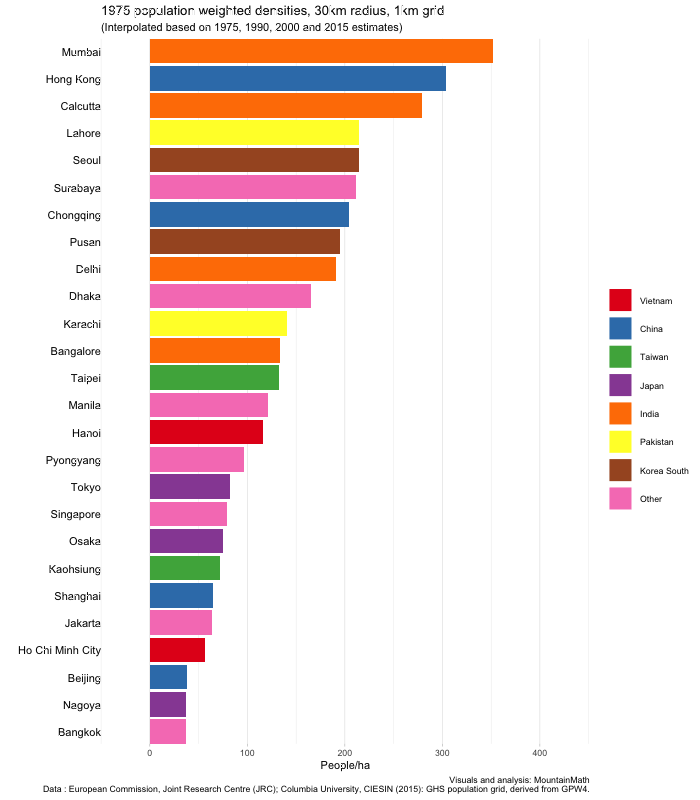 1975 population weighted densities, 30km radius, 1km grid
(Interpolated based on 1975, 1990, 2000 and 2015 estimates)
Mumbai
Hong Kong
Calcutta
Lahore
Seoul
Surabaya
Chongqing
Pusan
Delhi
Dhaka
Karachi
Bangalore
Taipei
Manila
Hanoi
Pyongyang
Tokyo
Singapore
Osaka
Kaohsiung
Shanghai
Jakarta
Ho Chi Minh City
Beijing
Nagoya
Bangkok
Vietnam
China
Taiwan
Japan
India
Pakistan
Korea South
Other
0 100 200 300 400
People/ha
Visuals and analysis: MountainMath
Data : European Commission, Joint Research Centre (JRC); Columbia University, CIESIN (2015): GHS population grid, derived from GPW4.